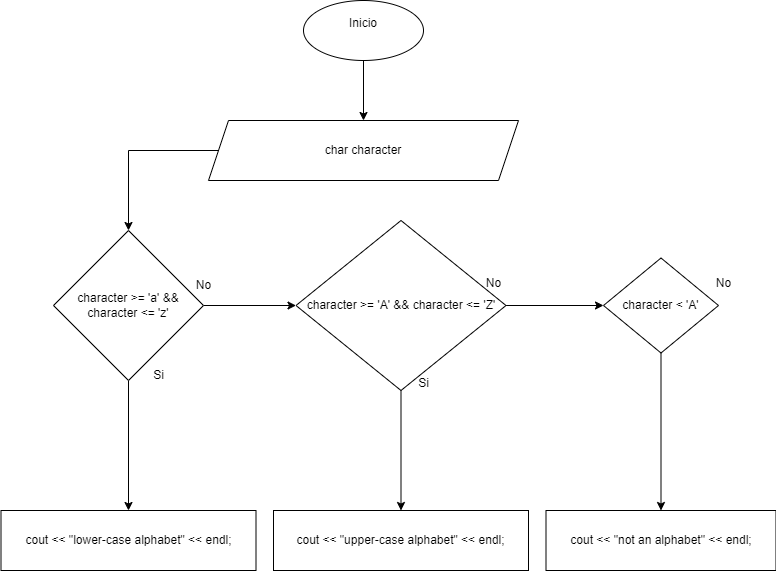 Inicio
char character
character >= 'a' &&
character <= 'z'
No
Si
character >= 'A' && character <= 'Z'
No
Si
character < 'A'
No
cout << "lower-case alphabet" << endl;
cout << "upper-case alphabet" << endl;
cout << "not an alphabet" << endl;